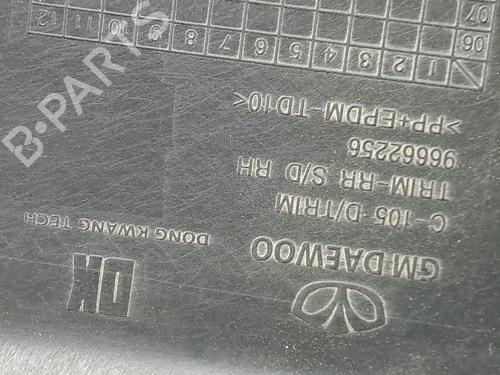 06 07
1 2 3 4 5 6 7 8 9 10 11 12
>PP+EPDM-TD10<
96662256
TRIM-RR S/D RH
C-105 D/TRIM
GM DAEWOO
DONG KWANG TECH
DK
B-PARTS